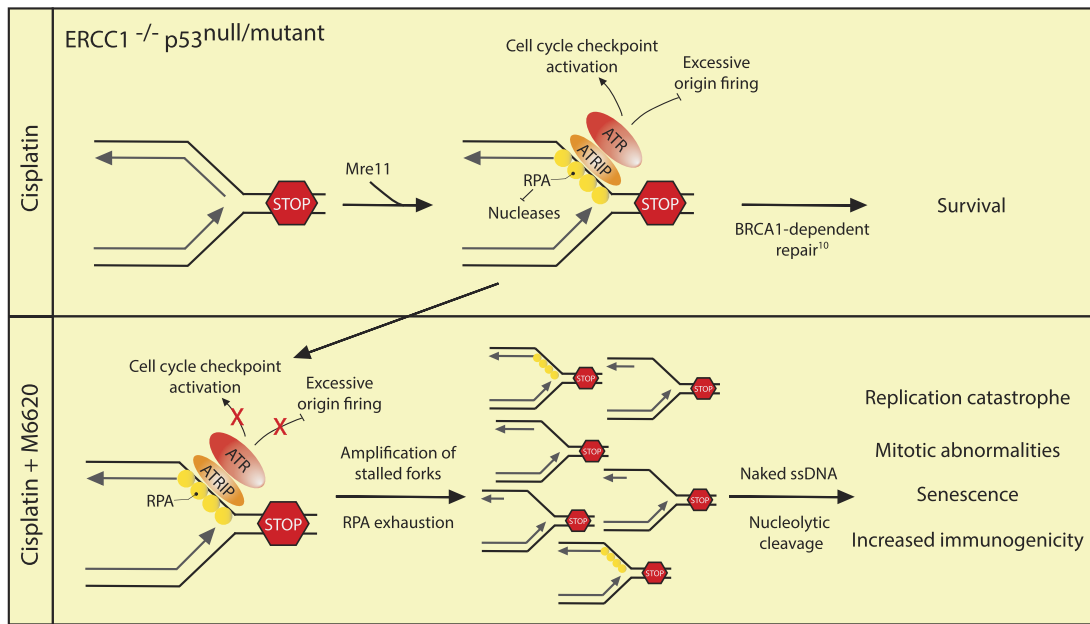 ERCC1 -/- p53null/mutant
Cisplatin
STOP
Mre11
Cell cycle checkpoint
activation
Excessive
origin firing
ATR
ATRIP
RPA
Nucleases
STOP
BRCA1-dependent
repair10
Survival
Cisplatin + M6620
Cell cycle checkpoint
activation
X
Excessive
origin firing
X
ATR
ATRIP
RPA
STOP
Amplification of
stalled forks
RPA exhaustion
STOP
STOP
STOP
STOP
STOP
STOP
Naked ssDNA
Nucleolytic
cleavage
Replication catastrophe
Mitotic abnormalities
Senescence
Increased immunogenicity